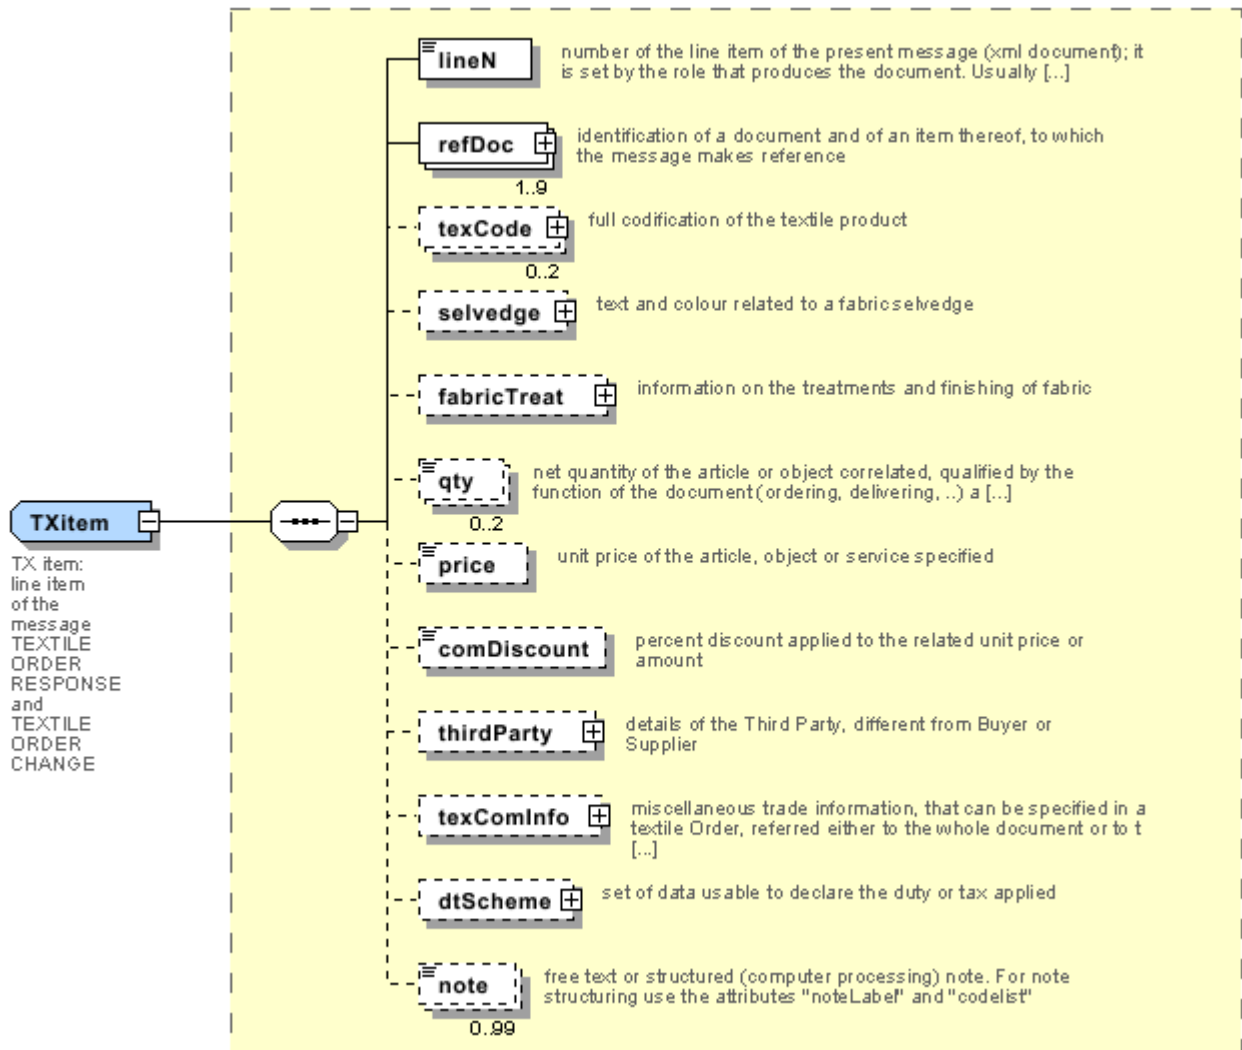 lineN
number of the line item of the present message (xml document); it
is set by the role that produces the document. Usually [...]
refDoc
identification of a document and of an item thereof, to which
the message makes reference
1..9
texCode
full codification of the textile product
0..2
selvedge
text and colour related to a fabric selvedge
fabricTreat
information on the treatments and finishing of fabric
qty
net quantity of the article or object correlated, qualified by the
function of the document (ordering, delivering, ..) a [...]
0..2
TXitem
TX item:
line item
of the
message
TEXTILE
ORDER
RESPONSE
and
TEXTILE
ORDER
CHANGE
price
unit price of the article, object or service specified
comDiscount
percent discount applied to the related unit price or
amount
thirdParty
details of the Third Party, different from Buyer or
Supplier
texComInfo
miscellaneous trade information, that can be specified in a
textile Order, referred either to the whole document or to t
[...]
dtScheme
set of data usable to declare the duty or tax applied
note
free text or structured (computer processing) note. For note
structuring use the attributes "noteLabel" and "codelist"
0..99